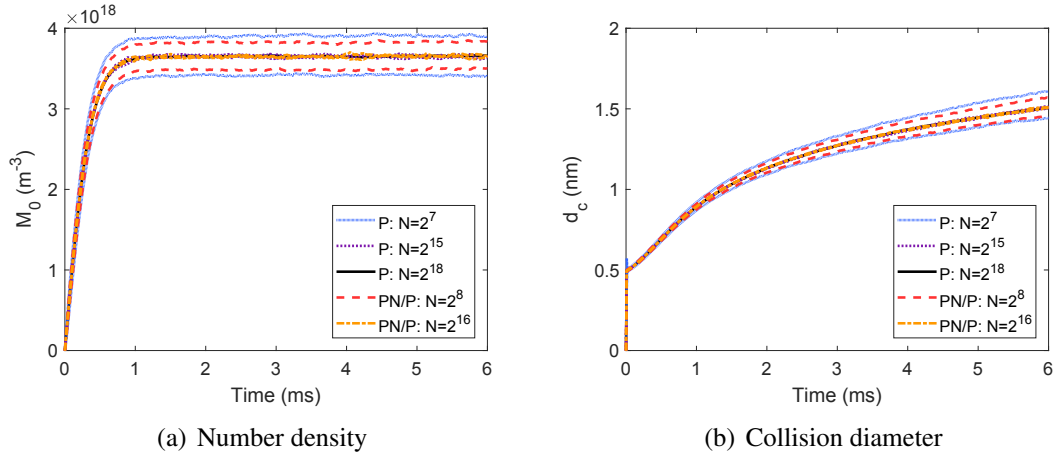 ×10^18
4
3
2
1
0
M_0 (m^-3)
0 1 2 3 4 5 6
Time (ms)
P: N=2^7
P: N=2^15
P: N=2^18
PN/P: N=2^8
PN/P: N=2^16
(a) Number density
2
1.5
1
0.5
0
d_c (nm)
0 1 2 3 4 5 6
Time (ms)
P: N=2^7
P: N=2^15
P: N=2^18
PN/P: N=2^8
PN/P: N=2^16
(b) Collision diameter